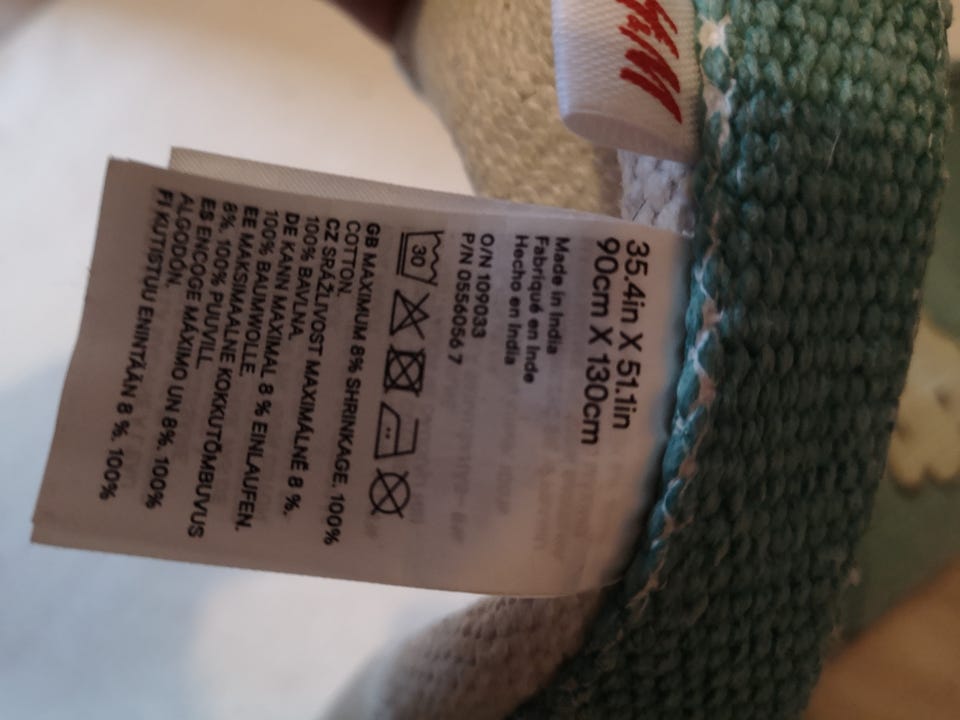 H&M
35.4in X 51.1in
90cm X 130cm
Made in India
Fabriqué en Inde
Hecho en India
O/N 109033
P/N 0556056 7
30
GB MAXIMUM 8% SHRINKAGE. 100%
COTTON.
CZ SRÁŽLIVOST MAXIMÁLNĚ 8 %.
100% BAVLNA.
DE KANN MAXIMAL 8 % EINLAUFEN.
100% BAUMWOLLE.
EE MAKSIMAALNE KOKKUTÕMBUVUS
8%. 100% PUUVILL.
ES ENCOGE MÁXIMO UN 8%. 100%
ALGODÓN.
FI KUTISTUU ENINTÄÄN 8 %. 100%